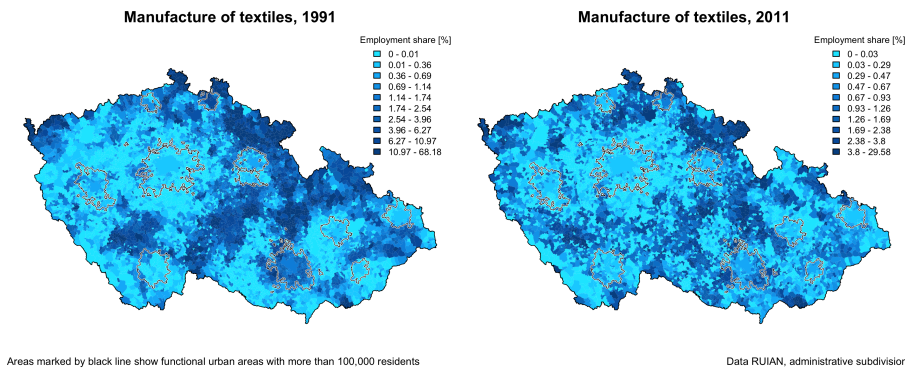 Manufacture of textiles, 1991
Employment share [%]
0 - 0.01
0.01 - 0.36
0.36 - 0.69
0.69 - 1.14
1.14 - 1.74
1.74 - 2.54
2.54 - 3.96
3.96 - 6.27
6.27 - 10.97
10.97 - 68.18
Manufacture of textiles, 2011
Employment share [%]
0 - 0.03
0.03 - 0.29
0.29 - 0.47
0.47 - 0.67
0.67 - 0.93
0.93 - 1.26
1.26 - 1.69
1.69 - 2.38
2.38 - 3.8
3.8 - 29.58
Areas marked by black line show functional urban areas with more than 100,000 residents
Data RUIAN, administrative subdivisior